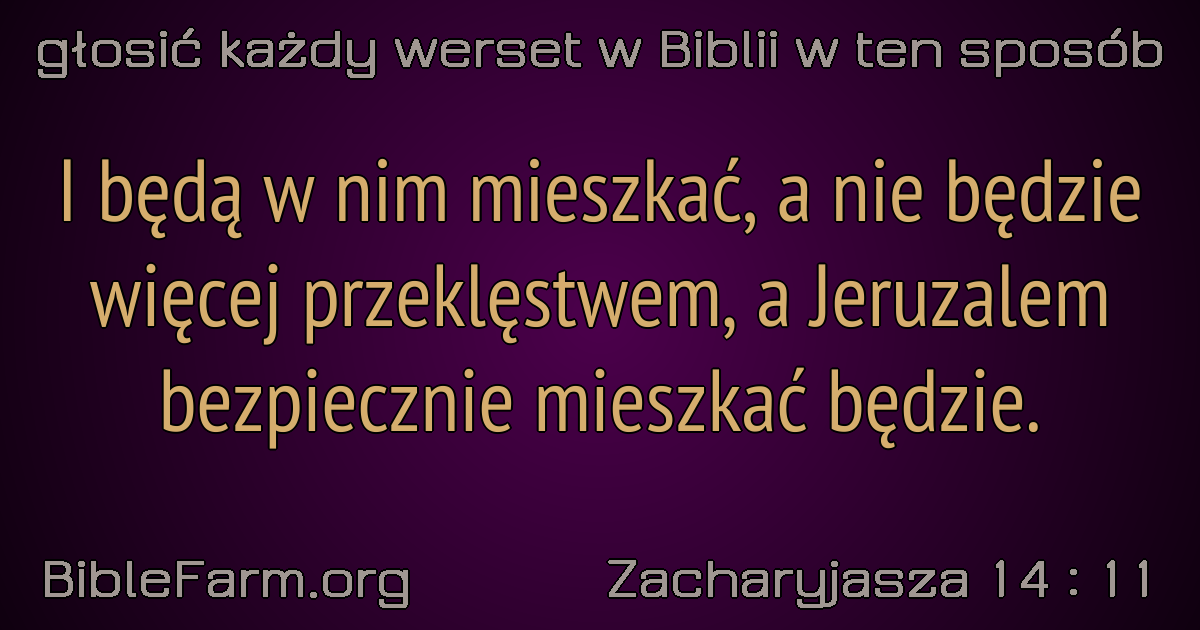 głosić każdy werset w Biblii w ten sposób
I będą w nim mieszkać, a nie będzie
więcej przeklęstwem, a Jeruzalem
bezpiecznie mieszkać będzie.
BibleFarm.org
Zacharyjasza 14 : 11